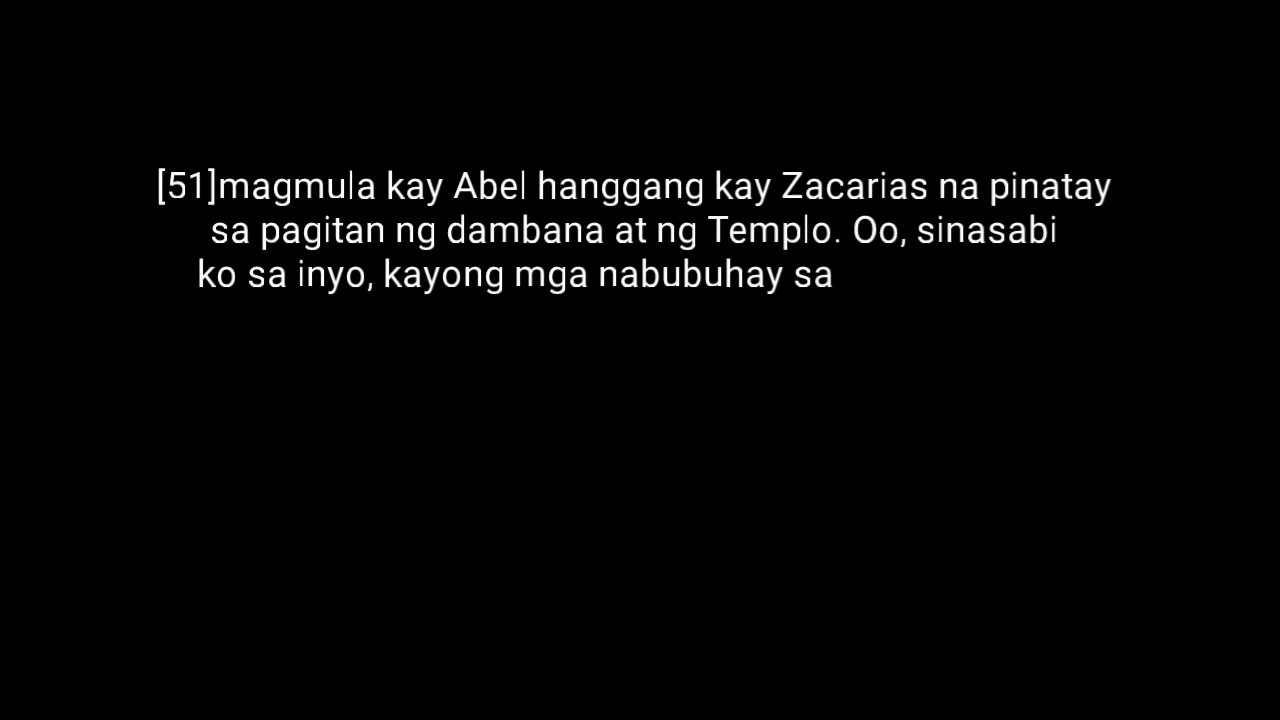 [51]magmula kay Abel hanggang kay Zacarias na pinatay
sa pagitan ng dambana at ng Templo. Oo, sinasabi
ko sa inyo, kayong mga nabubuhay sa